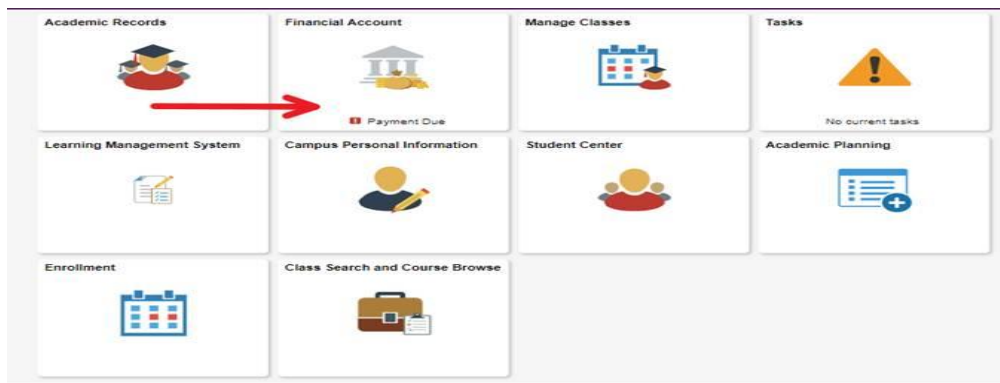 Academic Records
Financial Account
Payment Due
Manage Classes
Tasks
No current tasks
Learning Management System
Campus Personal Information
Student Center
Academic Planning
Enrollment
Class Search and Course Browse